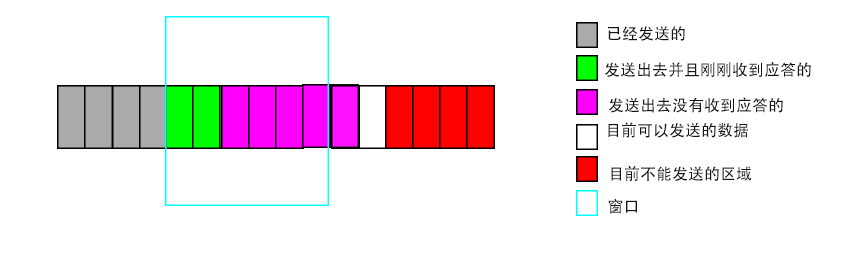 已经发送的
发送出去并且刚刚收到应答的
发送出去没有收到应答的
目前可以发送的数据
目前不能发送的区域
窗口